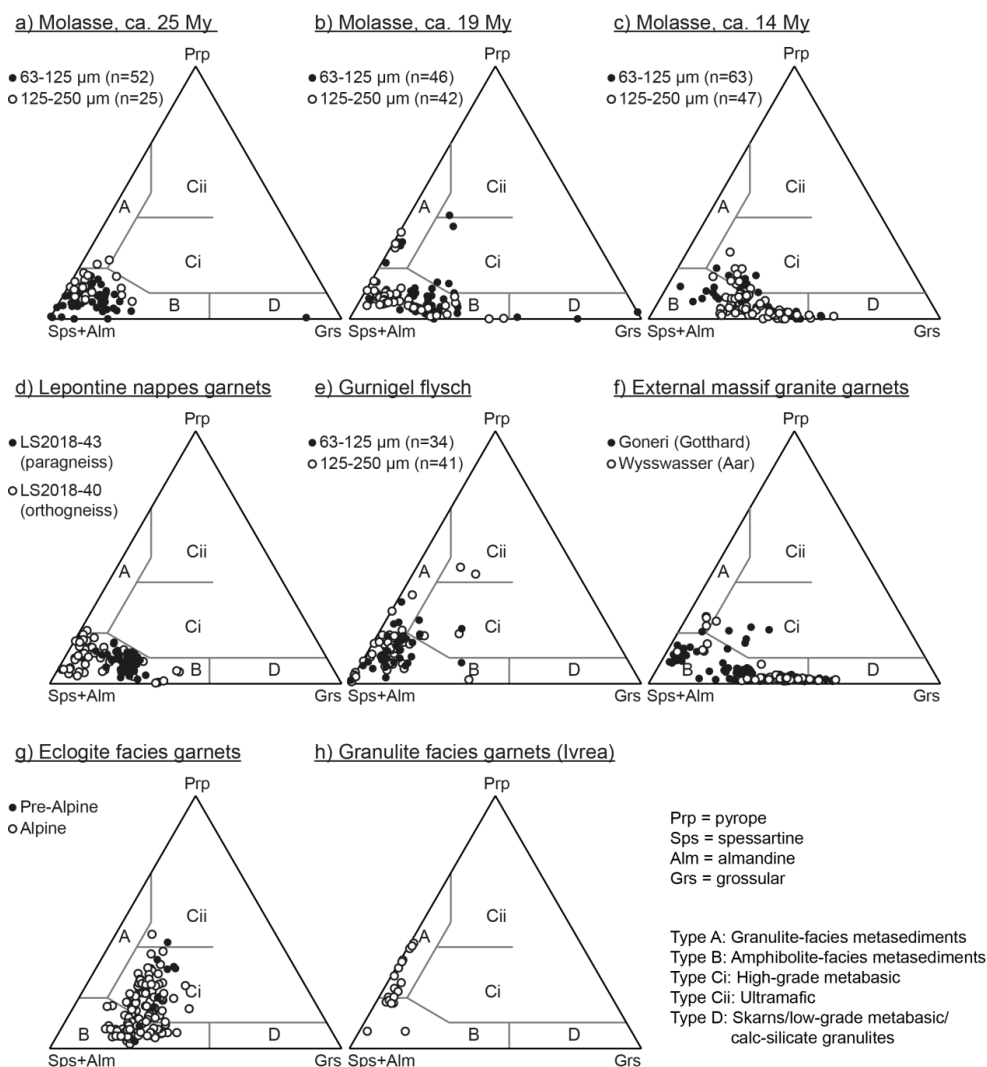 a) Molasse, ca. 25 My
Prp
● 63-125 µm (n=52)
○ 125-250 µm (n=25)
Cii
A
Ci
B
D
Sps+Alm
Grs
b) Molasse, ca. 19 My
Prp
● 63-125 µm (n=46)
○ 125-250 µm (n=42)
Cii
A
Ci
B
D
Sps+Alm
Grs
c) Molasse, ca. 14 My
Prp
● 63-125 µm (n=63)
○ 125-250 µm (n=47)
Cii
A
Ci
B
D
Sps+Alm
Grs
d) Lepontine nappes garnets
Prp
● LS2018-43
(paragneiss)
○ LS2018-40
(orthogneiss)
Cii
A
Ci
B
D
Sps+Alm
Grs
e) Gurnigel flysch
Prp
● 63-125 µm (n=34)
○ 125-250 µm (n=41)
Cii
A
Ci
B
D
Sps+Alm
Grs
f) External massif granite garnets
Prp
● Goneri (Gotthard)
○ Wysswasser (Aar)
Cii
A
Ci
B
D
Sps+Alm
Grs
g) Eclogite facies garnets
Prp
● Pre-Alpine
○ Alpine
Cii
A
Ci
B
D
Sps+Alm
Grs
h) Granulite facies garnets (Ivrea)
Prp
Cii
A
Ci
B
D
Sps+Alm
Grs
Prp = pyrope
Sps = spessartine
Alm = almandine
Grs = grossular
Type A: Granulite-facies metasediments
Type B: Amphibolite-facies metasediments
Type Ci: High-grade metabasic
Type Cii: Ultramafic
Type D: Skarns/low-grade metabasic/
calc-silicate granulites